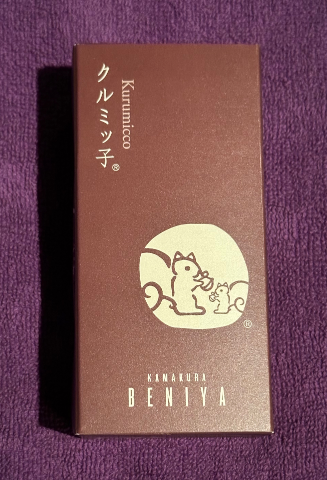 クルミッ子®
Kurumicco
®
KAMAKURA
BENIYA